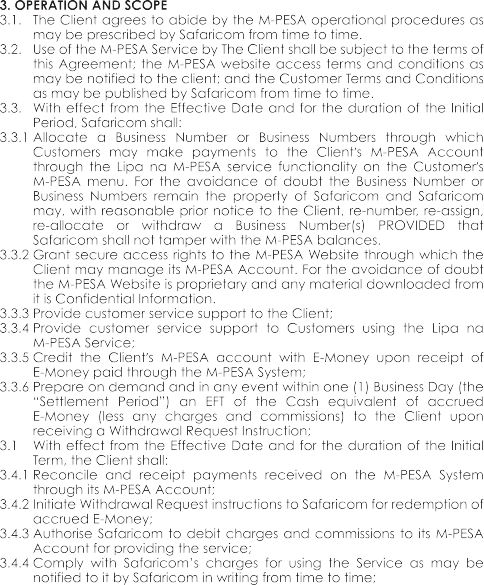 3. OPERATION AND SCOPE
3.1. The Client agrees to abide by the M-PESA operational procedures as
may be prescribed by Safaricom from time to time.
3.2. Use of the M-PESA Service by The Client shall be subject to the terms of
this Agreement; the M-PESA website access terms and conditions as
may be notified to the client; and the Customer Terms and Conditions
as may be published by Safaricom from time to time.
3.3. With effect from the Effective Date and for the duration of the Initial
Period, Safaricom shall:
3.3.1 Allocate a Business Number or Business Numbers through which
Customers may make payments to the Client's M-PESA Account
through the Lipa na M-PESA service functionality on the Customer's
M-PESA menu. For the avoidance of doubt the Business Number or
Business Numbers remain the property of Safaricom and Safaricom
may, with reasonable prior notice to the Client, re-number, re-assign,
re-allocate or withdraw a Business Number(s) PROVIDED that
Safaricom shall not tamper with the M-PESA balances.
3.3.2 Grant secure access rights to the M-PESA Website through which the
Client may manage its M-PESA Account. For the avoidance of doubt
the M-PESA Website is proprietary and any material downloaded from
it is Confidential Information.
3.3.3 Provide customer service support to the Client;
3.3.4 Provide customer service support to Customers using the Lipa na
M-PESA Service;
3.3.5 Credit the Client's M-PESA account with E-Money upon receipt of
E-Money paid through the M-PESA System;
3.3.6 Prepare on demand and in any event within one (1) Business Day (the
“Settlement Period”) an EFT of the Cash equivalent of accrued
E-Money (less any charges and commissions) to the Client upon
receiving a Withdrawal Request Instruction;
3.1 With effect from the Effective Date and for the duration of the Initial
Term, the Client shall:
3.4.1 Reconcile and receipt payments received on the M-PESA System
through its M-PESA Account;
3.4.2 Initiate Withdrawal Request instructions to Safaricom for redemption of
accrued E-Money;
3.4.3 Authorise Safaricom to debit charges and commissions to its M-PESA
Account for providing the service;
3.4.4 Comply with Safaricom's charges for using the Service as may be
notified to it by Safaricom in writing from time to time;